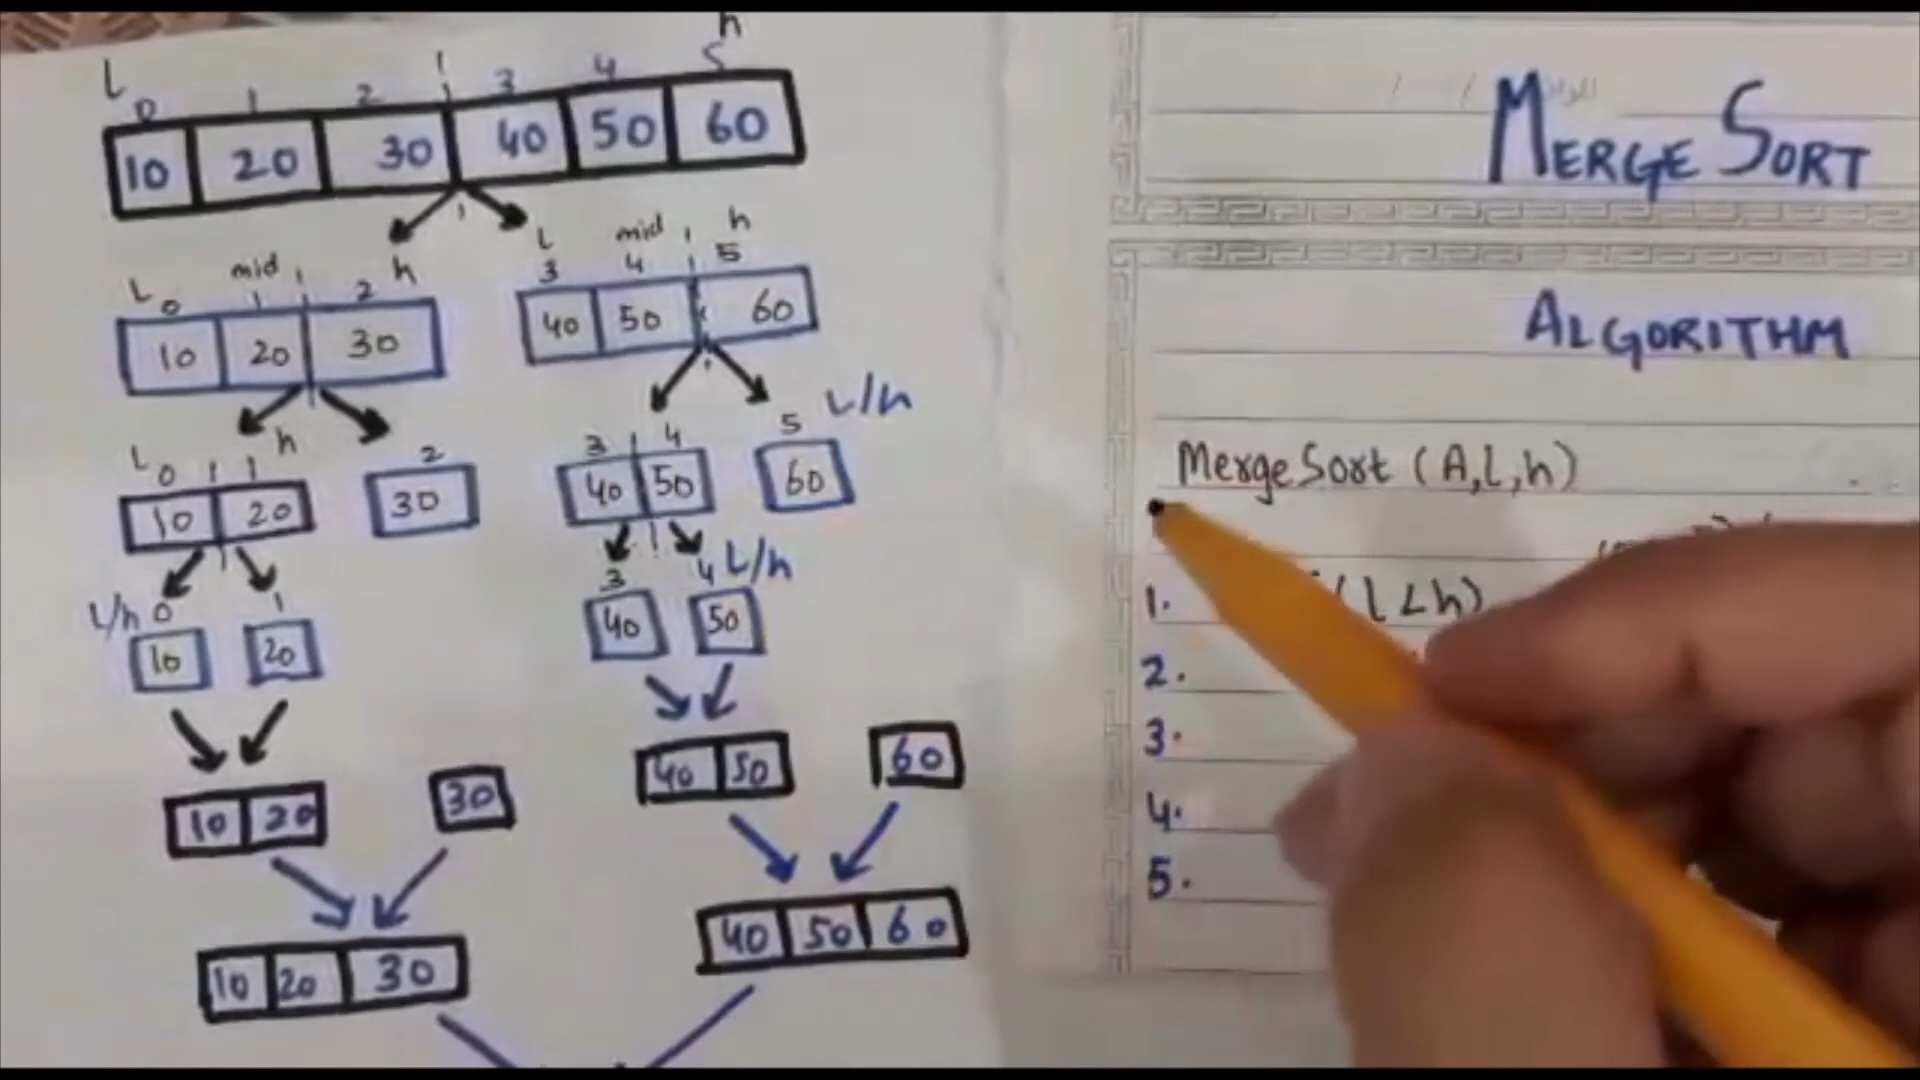 h
L
0 1 2 3 4 5
10 20 30 40 50 60
L mid h
0 1 2
10 20 30
L mid h
3 4 5
40 50 60
L h
0 1
10 20
2
30
3 4
40 50
L/h
5
60
L/h 0
10
1
20
3
40
4 L/h
50
10 20
30
40 50
60
10 20 30
40 50 60
MERGE SORT
ALGORITHM
MergeSort (A,l,h)
1. (l<h)
2.
3.
4.
5.